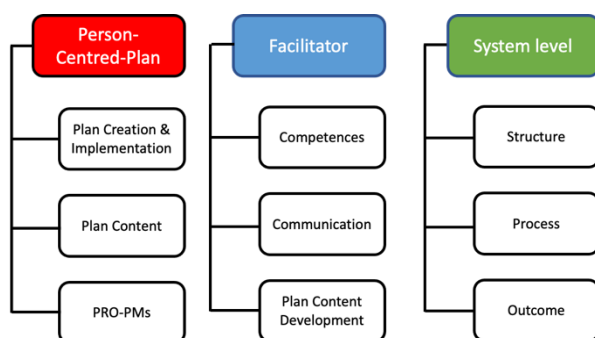 Person-
Centred-Plan
Plan Creation &
Implementation
Plan Content
PRO-PMs
Facilitator
Competences
Communication
Plan Content
Development
System level
Structure
Process
Outcome